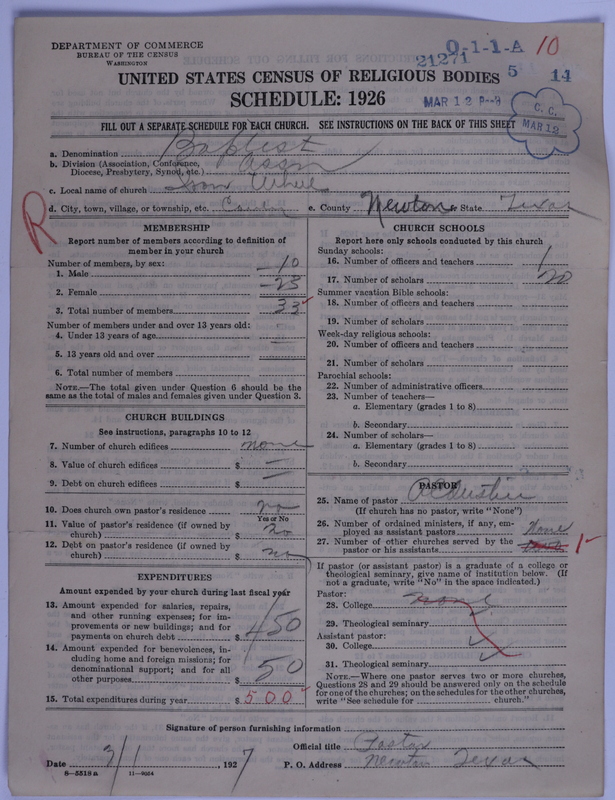 DEPARTMENT OF COMMERCE
BUREAU OF THE CENSUS
WASHINGTON
0-1-1-A 10
21271
5 14
UNITED STATES CENSUS OF RELIGIOUS BODIES
SCHEDULE: 1926
MAR 12
C. C.
MAR 12
FILL OUT A SEPARATE SCHEDULE FOR EACH CHURCH. SEE INSTRUCTIONS ON THE BACK OF THIS SHEET
a. Denomination Baptist
b. Division (Association, Conference, Diocese, Presbytery, Synod, etc.) Assn
c. Local name of church
d. City, town, village, or township, etc. e. County Newton or State Texas
R
MEMBERSHIP
Report number of members according to definition of
member in your church
Number of members, by sex:
1. Male 10
2. Female 23
3. Total number of members 33
Number of members under and over 13 years old:
4. Under 13 years of age
5. 13 years old and over
6. Total number of members
NOTE.—The total given under Question 6 should be the
same as the total of males and females given under Question 3.
CHURCH BUILDINGS
See instructions, paragraphs 10 to 12
7. Number of church edifices none
8. Value of church edifices $ —
9. Debt on church edifices $ —
10. Does church own pastor's residence no
Yes or No
11. Value of pastor's residence (if owned by
church) $ no
12. Debt on pastor's residence (if owned by
church) $ no
EXPENDITURES
Amount expended by your church during last fiscal year
13. Amount expended for salaries, repairs,
and other running expenses; for im-
provements or new buildings; and for
payments on church debt $ 450
14. Amount expended for benevolences, in-
cluding home and foreign missions; for
denominational support; and for all
other purposes $ 50
15. Total expenditures during year $ 500
CHURCH SCHOOLS
Report here only schools conducted by this church
Sunday schools:
16. Number of officers and teachers 1
17. Number of scholars 20
Summer vacation Bible schools:
18. Number of officers and teachers
19. Number of scholars
Week-day religious schools:
20. Number of officers and teachers
21. Number of scholars
Parochial schools:
22. Number of administrative officers
23. Number of teachers—
a. Elementary (grades 1 to 8)
b. Secondary
24. Number of scholars—
a. Elementary (grades 1 to 8)
b. Secondary
PASTOR
25. Name of pastor
(If church has no pastor, write "None")
26. Number of ordained ministers, if any, em-
ployed as assistant pastors None
27. Number of other churches served by the
pastor or his assistants 1
If pastor (or assistant pastor) is a graduate of a college or
theological seminary, give name of institution below. (If
not a graduate, write "No" in the space indicated.)
Pastor:
28. College none
29. Theological seminary
Assistant pastor:
30. College
31. Theological seminary
NOTE.—Where one pastor serves two or more churches,
Questions 28 and 29 should be answered only on the schedule
for one of the churches; on the schedules for the other churches,
write "See schedule for church."
Signature of person furnishing information
Official title Pastor
Date 3/1, 1927 P. O. Address Newton Texas
8-5518 a 11-9024